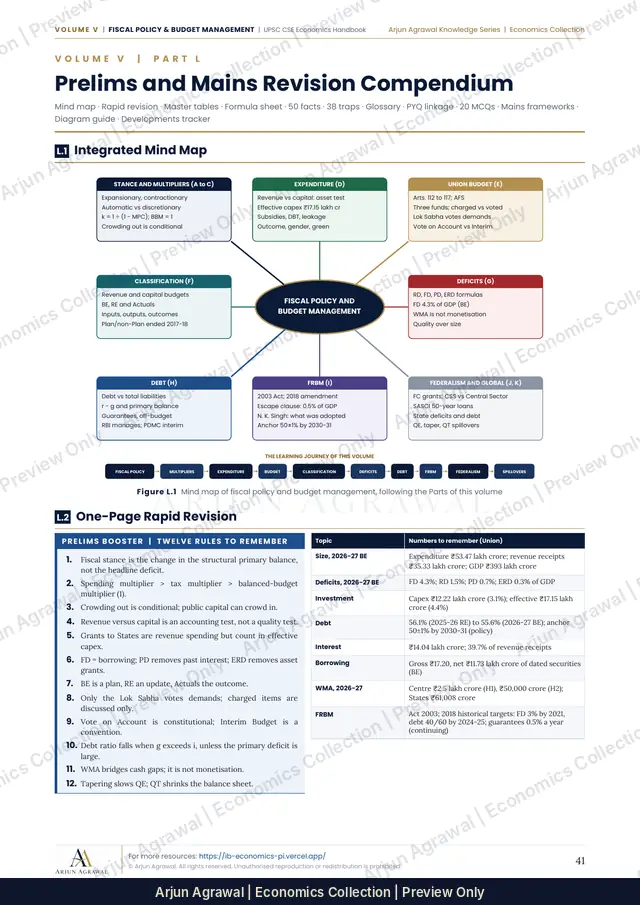 VOLUME V | FISCAL POLICY & BUDGET MANAGEMENT | UPSC CSE Economics Handbook
Arjun Agrawal Knowledge Series | Economics Collection
VOLUME V | PART L
Prelims and Mains Revision Compendium
Mind map · Rapid revision · Master tables · Formula sheet · 50 facts · 38 traps · Glossary · PYQ linkage · 20 MCQs · Mains frameworks ·
Diagram guide · Developments tracker
L.1 Integrated Mind Map
STANCE AND MULTIPLIERS (A to C)
Expansionary, contractionary
Automatic vs discretionary
k = 1 ÷ (1 − MPC); BBM = 1
Crowding out is conditional
EXPENDITURE (D)
Revenue vs capital: asset test
Effective capex ₹17.15 lakh cr
Subsidies, DBT, leakage
Outcome, gender, green
UNION BUDGET (E)
Arts. 112 to 117; AFS
Three funds; charged vs voted
Lok Sabha votes demands
Vote on Account vs Interim
CLASSIFICATION (F)
Revenue and capital budgets
BE, RE and Actuals
Inputs, outputs, outcomes
Plan/non-Plan ended 2017-18
FISCAL POLICY AND
BUDGET MANAGEMENT
DEFICITS (G)
RD, FD, PD, ERD formulas
FD 4.3% of GDP (BE)
WMA is not monetisation
Quality over size
DEBT (H)
Debt vs total liabilities
r − g and primary balance
Guarantees, off-budget
RBI manages; PDMC interim
FRBM (I)
2003 Act; 2018 amendment
Escape clause: 0.5% of GDP
N. K. Singh: what was adopted
Anchor 50±1% by 2030-31
FEDERALISM AND GLOBAL (J, K)
FC grants; CSS vs Central Sector
SASCI 50-year loans
State deficits and debt
QE, taper, QT spillovers
THE LEARNING JOURNEY OF THIS VOLUME
FISCAL POLICY
MULTIPLIERS
EXPENDITURE
BUDGET
CLASSIFICATION
DEFICITS
DEBT
FRBM
FEDERALISM
SPILLOVERS
Figure L.1 Mind map of fiscal policy and budget management, following the Parts of this volume
L.2 One-Page Rapid Revision
PRELIMS BOOSTER | TWELVE RULES TO REMEMBER
1. Fiscal stance is the change in the structural primary balance,
not the headline deficit.
2. Spending multiplier > tax multiplier > balanced-budget
multiplier (1).
3. Crowding out is conditional; public capital can crowd in.
4. Revenue versus capital is an accounting test, not a quality test.
5. Grants to States are revenue spending but count in effective
capex.
6. FD = borrowing; PD removes past interest; ERD removes asset
grants.
7. BE is a plan, RE an update, Actuals the outcome.
8. Only the Lok Sabha votes demands; charged items are
discussed only.
9. Vote on Account is constitutional; Interim Budget is a
convention.
10. Debt ratio falls when g exceeds i, unless the primary deficit is
large.
11. WMA bridges cash gaps; it is not monetisation.
12. Tapering slows QE; QT shrinks the balance sheet.
Topic Numbers to remember (Union)
Size, 2026-27 BE Expenditure ₹53.47 lakh crore; revenue receipts
₹35.33 lakh crore; GDP ₹393 lakh crore
Deficits, 2026-27 BE FD 4.3%; RD 1.5%; PD 0.7%; ERD 0.3% of GDP
Investment Capex ₹12.22 lakh crore (3.1%); effective ₹17.15 lakh
crore (4.4%)
Debt 56.1% (2025-26 RE) to 55.6% (2026-27 BE); anchor
50±1% by 2030-31 (policy)
Interest ₹14.04 lakh crore; 39.7% of revenue receipts
Borrowing Gross ₹17.20, net ₹11.73 lakh crore of dated securities
(BE)
WMA, 2026-27 Centre ₹2.5 lakh crore (H1), ₹50,000 crore (H2);
States ₹61,008 crore
FRBM Act 2003; 2018 historical targets: FD 3% by 2021,
debt 40/60 by 2024-25; guarantees 0.5% a year
(continuing)
ARJUN AGRAWAL
For more resources: https://ib-economics-pi.vercel.app/
© Arjun Agrawal. All rights reserved. Unauthorised reproduction or redistribution is prohibited.
41
Arjun Agrawal | Economics Collection | Preview Only